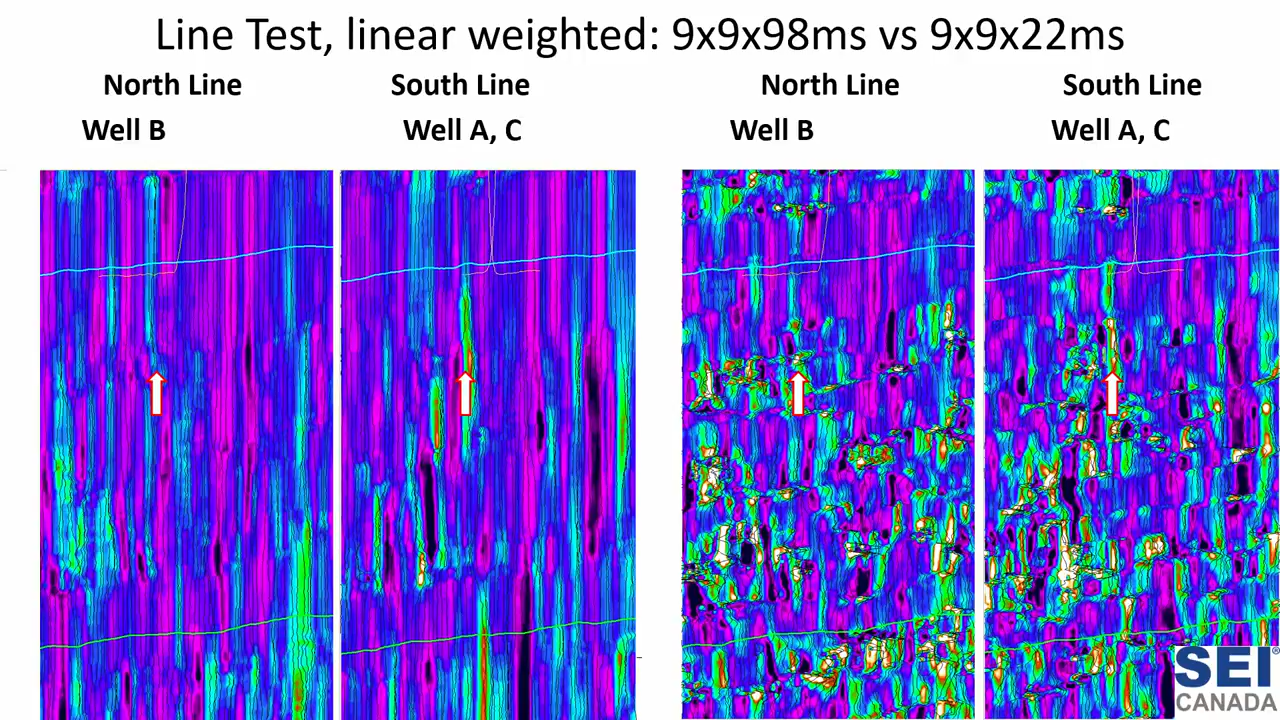 Line Test, linear weighted: 9x9x98ms vs 9x9x22ms
North Line
South Line
North Line
South Line
Well B
Well A, C
Well B
Well A, C
SEI®
CANADA